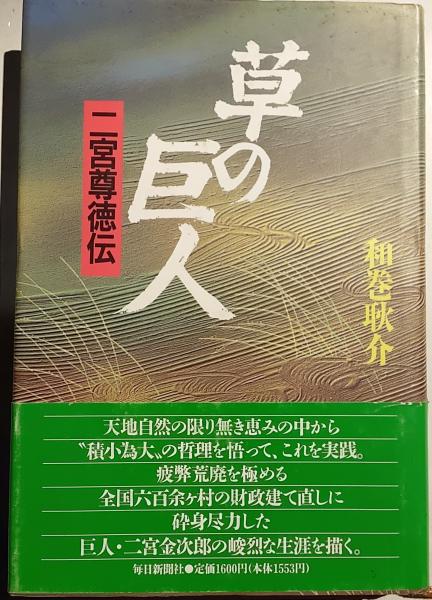 草の
巨人
二宮尊徳伝
和巻耿介
天地自然の限り無き恵みの中から
〝積小為大〟の哲理を悟って、これを実践。
疲弊荒廃を極める
全国六百余ヶ村の財政建て直しに
砕身尽力した
巨人・二宮金次郎の峻烈な生涯を描く。
毎日新聞社●定価1600円(本体1553円)